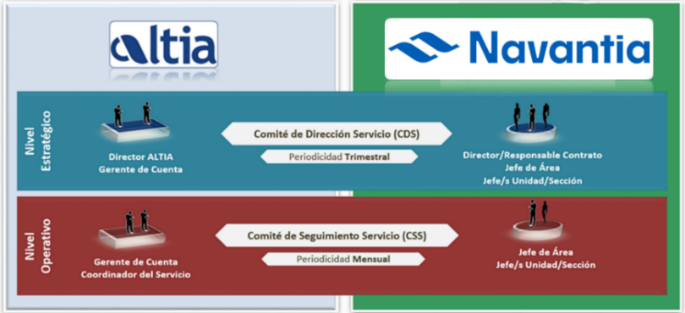 altia
Navantia
Nivel
Estratégico
Comité de Dirección Servicio (CDS)
Periodicidad Trimestral
Director ALTIA
Gerente de Cuenta
Director/Responsable Contrato
Jefe de Área
Jefe/s Unidad/Sección
Nivel
Operativo
Comité de Seguimiento Servicio (CSS)
Periodicidad Mensual
Gerente de Cuenta
Coordinador del Servicio
Jefe de Área
Jefe/s Unidad/Sección